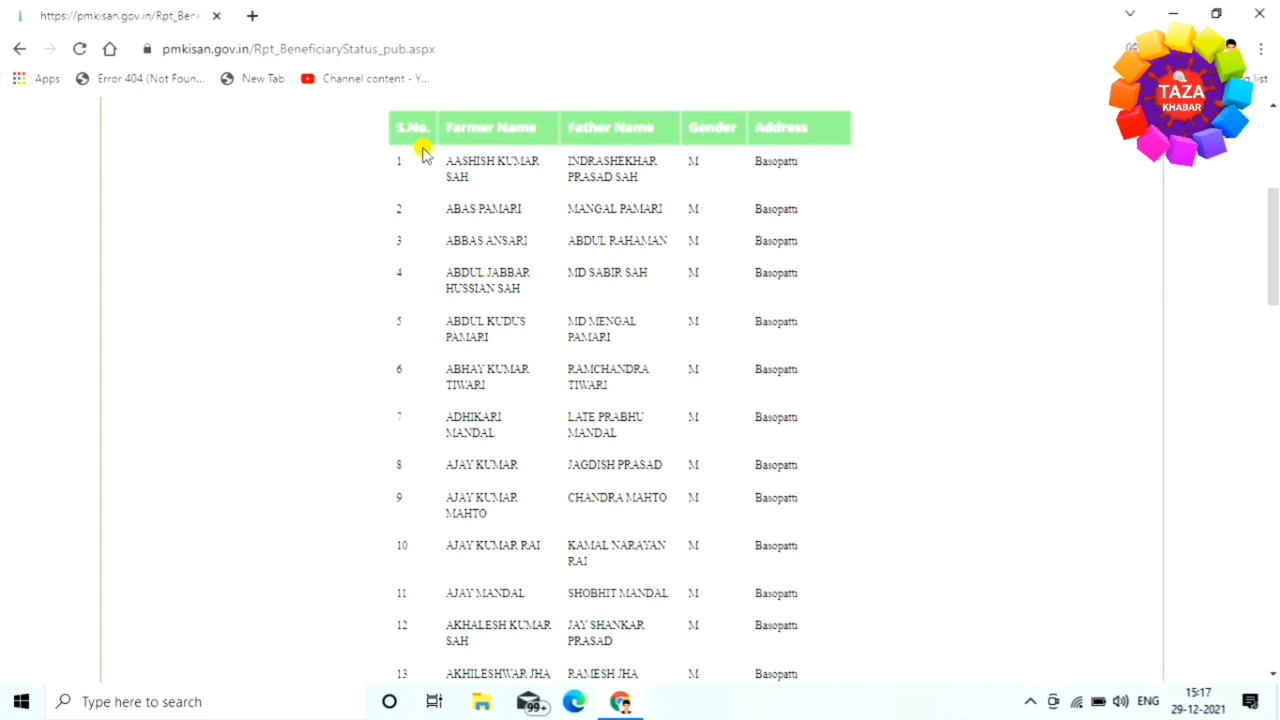 https://pmkisan.gov.in/Rpt_Bene
pmkisan.gov.in/Rpt_BeneficiaryStatus_pub.aspx
Apps Error 404 (Not Foun... New Tab Channel content - Y... g list
TAZA
KHABAR
S.No. Farmer Name Father Name Gender Address
1 AASHISH KUMAR INDRASHEKHAR M Basopatti
SAH PRASAD SAH
2 ABAS PAMARI MANGAL PAMARI M Basopatti
3 ABBAS ANSARI ABDUL RAHAMAN M Basopatti
4 ABDUL JABBAR MD SABIR SAH M Basopatti
HUSSIAN SAH
5 ABDUL KUDUS MD MENGAL M Basopatti
PAMARI PAMARI
6 ABHAY KUMAR RAMCHANDRA M Basopatti
TIWARI TIWARI
7 ADHIKARI LATE PRABHU M Basopatti
MANDAL MANDAL
8 AJAY KUMAR JAGDISH PRASAD M Basopatti
9 AJAY KUMAR CHANDRA MAHTO M Basopatti
MAHTO
10 AJAY KUMAR RAI KAMAL NARAYAN M Basopatti
RAI
11 AJAY MANDAL SHOBHIT MANDAL M Basopatti
12 AKHALESH KUMAR JAY SHANKAR M Basopatti
SAH PRASAD
13 AKHILESHWAR JHA RAMESH JHA M Basopatti
Type here to search 99+ ENG 15:17
29-12-2021